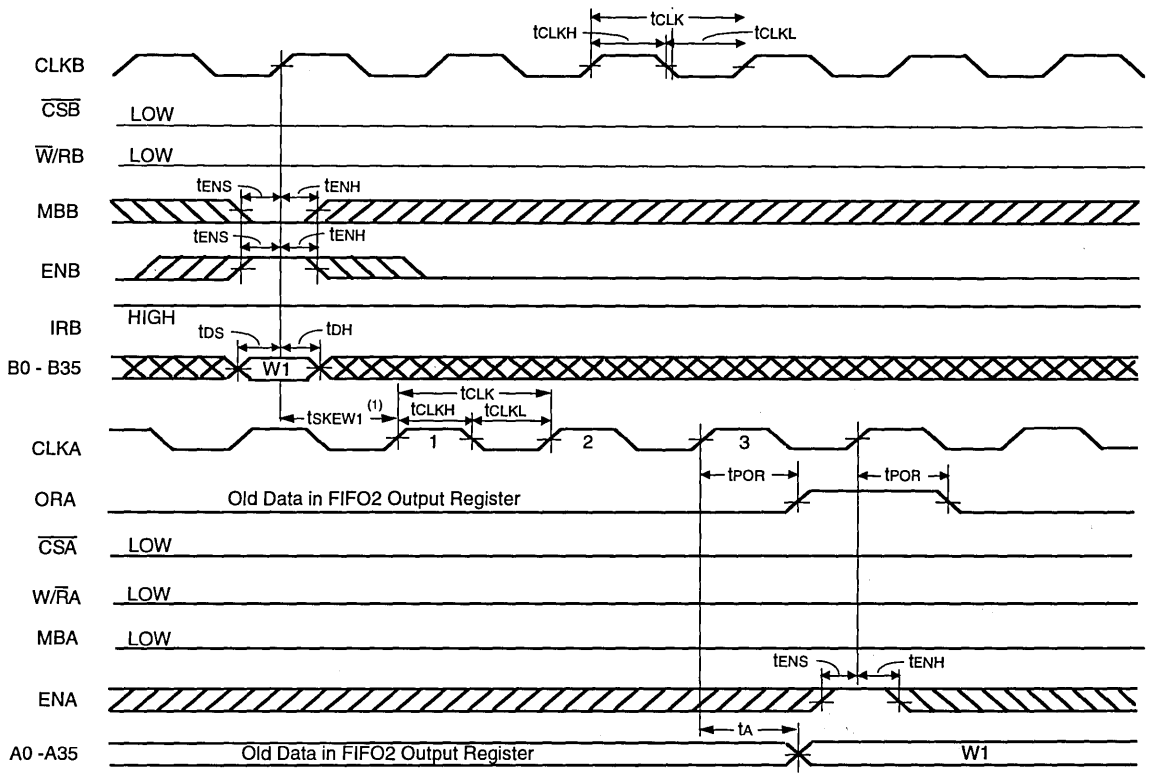 tCLK
tCLKH
tCLKL
CLKB
CSB
LOW
W/RB
LOW
tENS
tENH
MBB
tENS
tENH
ENB
HIGH
IRB
tDS
tDH
B0 - B35
W1
tCLK
tSKEW1 (1)
tCLKH
tCLKL
CLKA
1
2
3
tPOR
tPOR
ORA
Old Data in FIFO2 Output Register
CSA
LOW
W/RA
LOW
MBA
LOW
tENS
tENH
ENA
tA
A0 -A35
Old Data in FIFO2 Output Register
W1